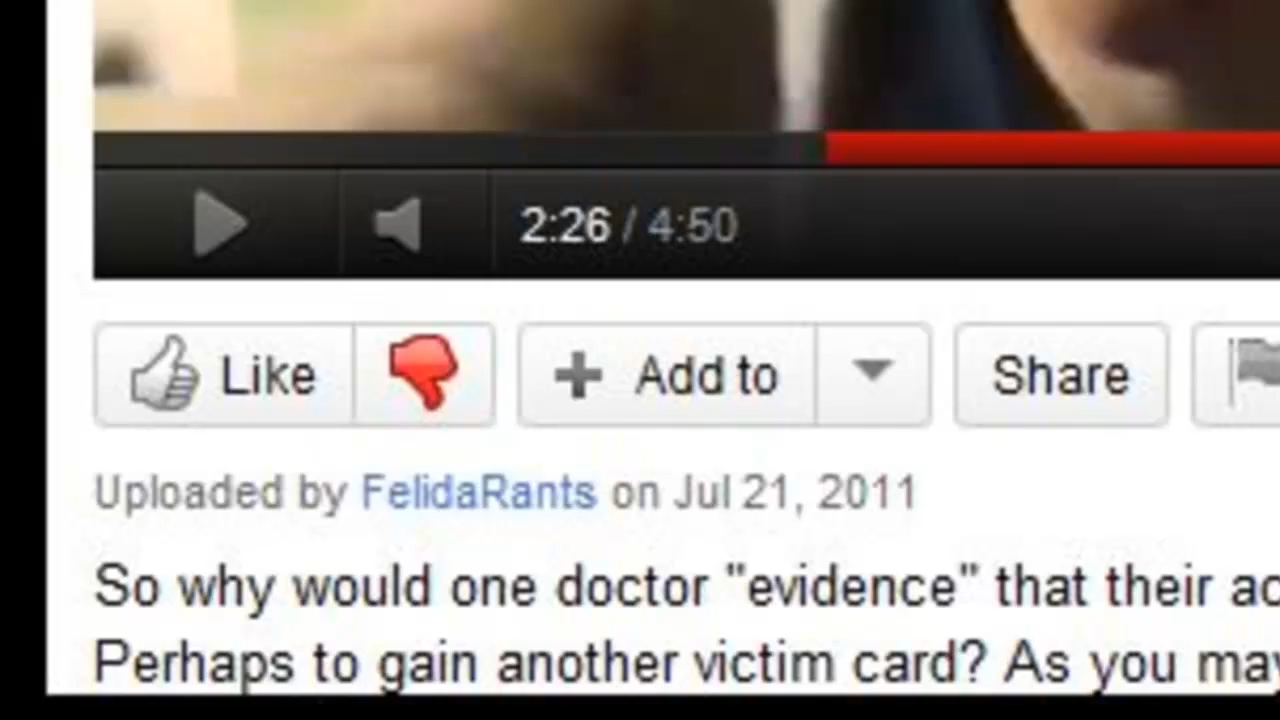 2:26 / 4:50
Like Add to Share
Uploaded by FelidaRants on Jul 21, 2011
So why would one doctor "evidence" that their
Perhaps to gain another victim card? As you may